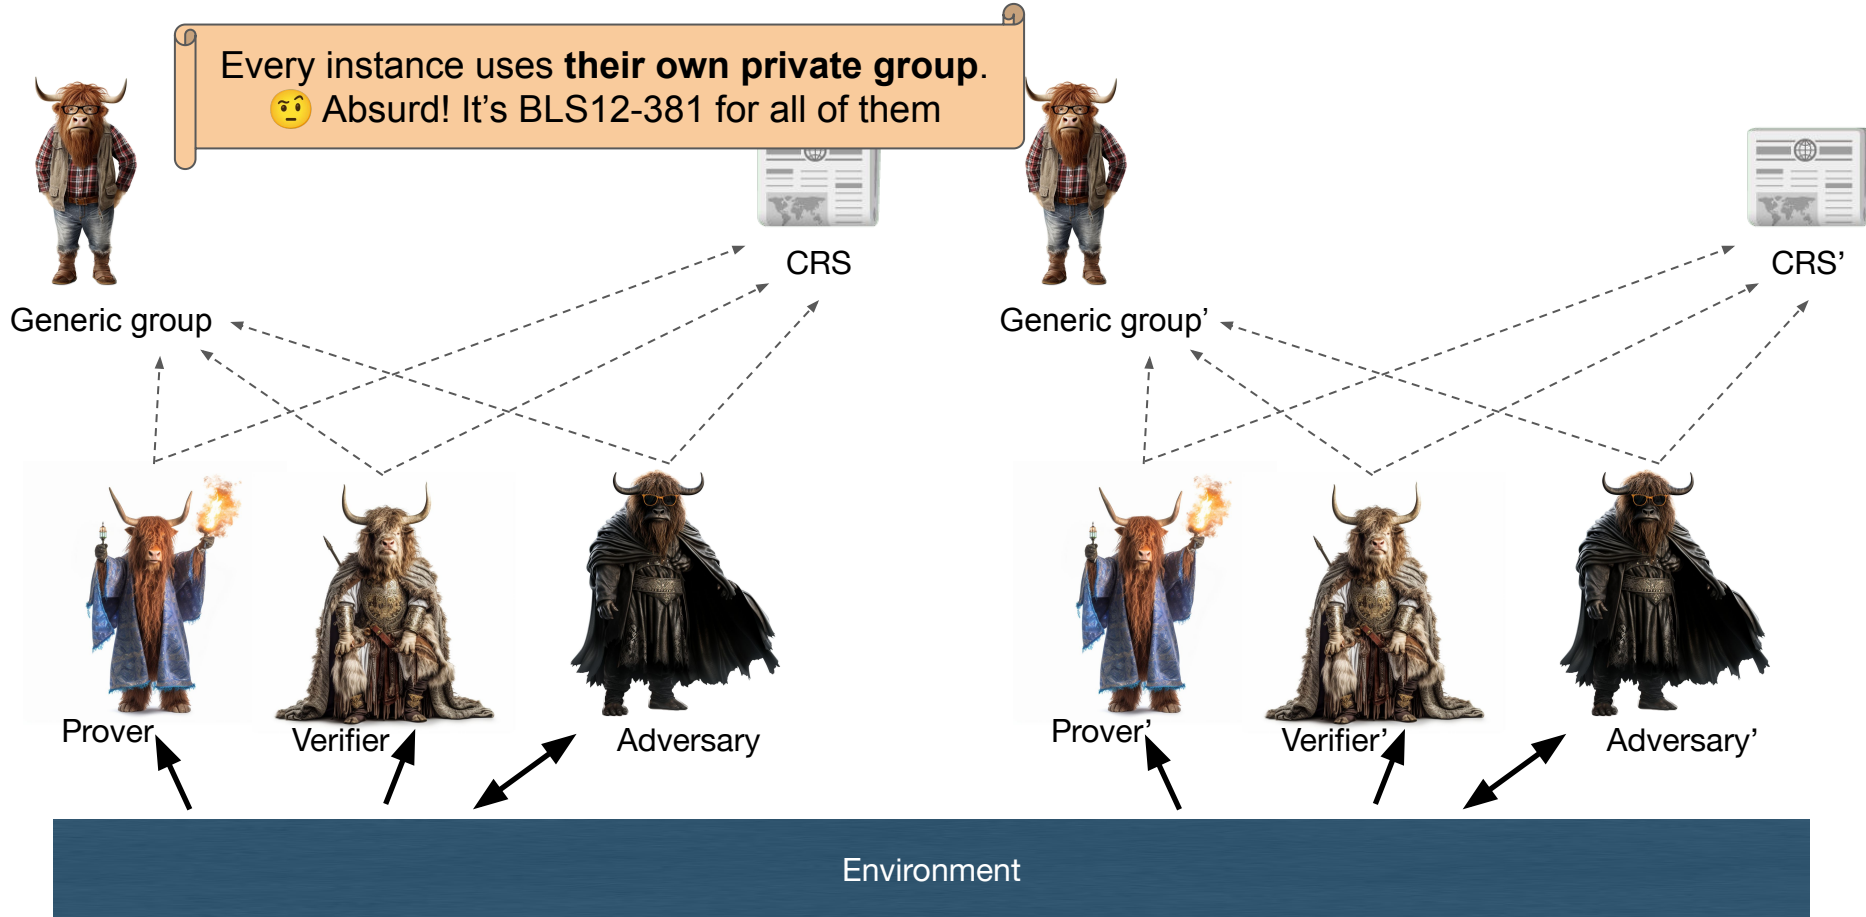 Every instance uses their own private group.
🤨 Absurd! It’s BLS12-381 for all of them
CRS
CRS’
Generic group
Generic group’
Prover
Verifier
Adversary
Prover’
Verifier’
Adversary’
Environment